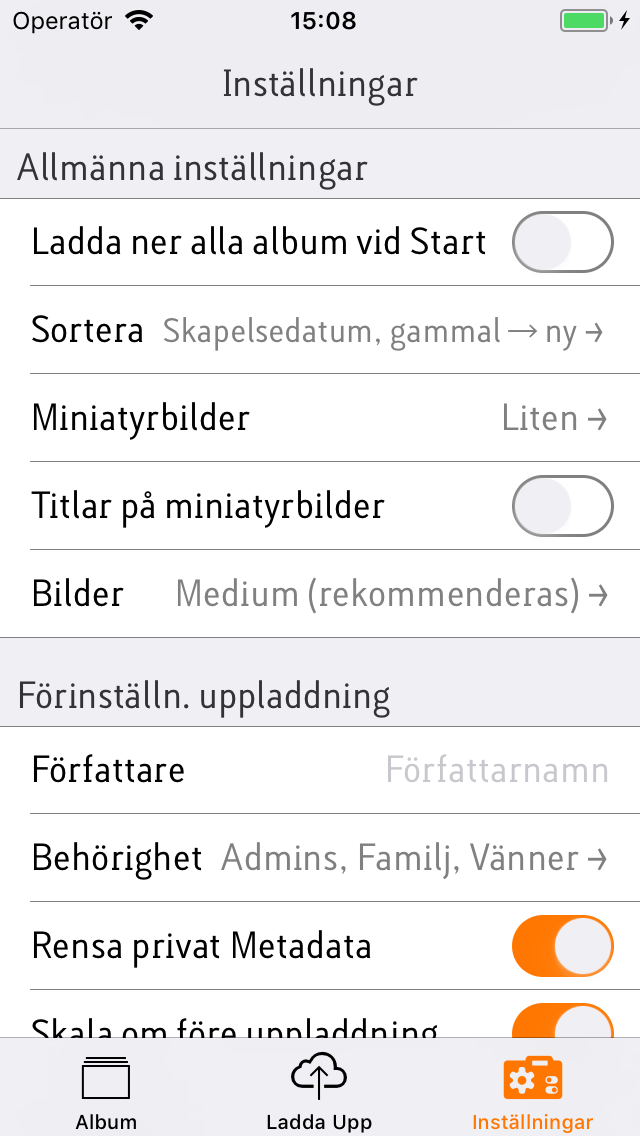 Operatör 15:08
Inställningar
Allmänna inställningar
Ladda ner alla album vid Start
Sortera Skapelsedatum, gammal → ny →
Miniatyrbilder Liten →
Titlar på miniatyrbilder
Bilder Medium (rekommenderas) →
Förinställn. uppladdning
Författare Författarnamn
Behörighet Admins, Familj, Vänner →
Rensa privat Metadata
Skala om före uppladdning
Album Ladda Upp Inställningar